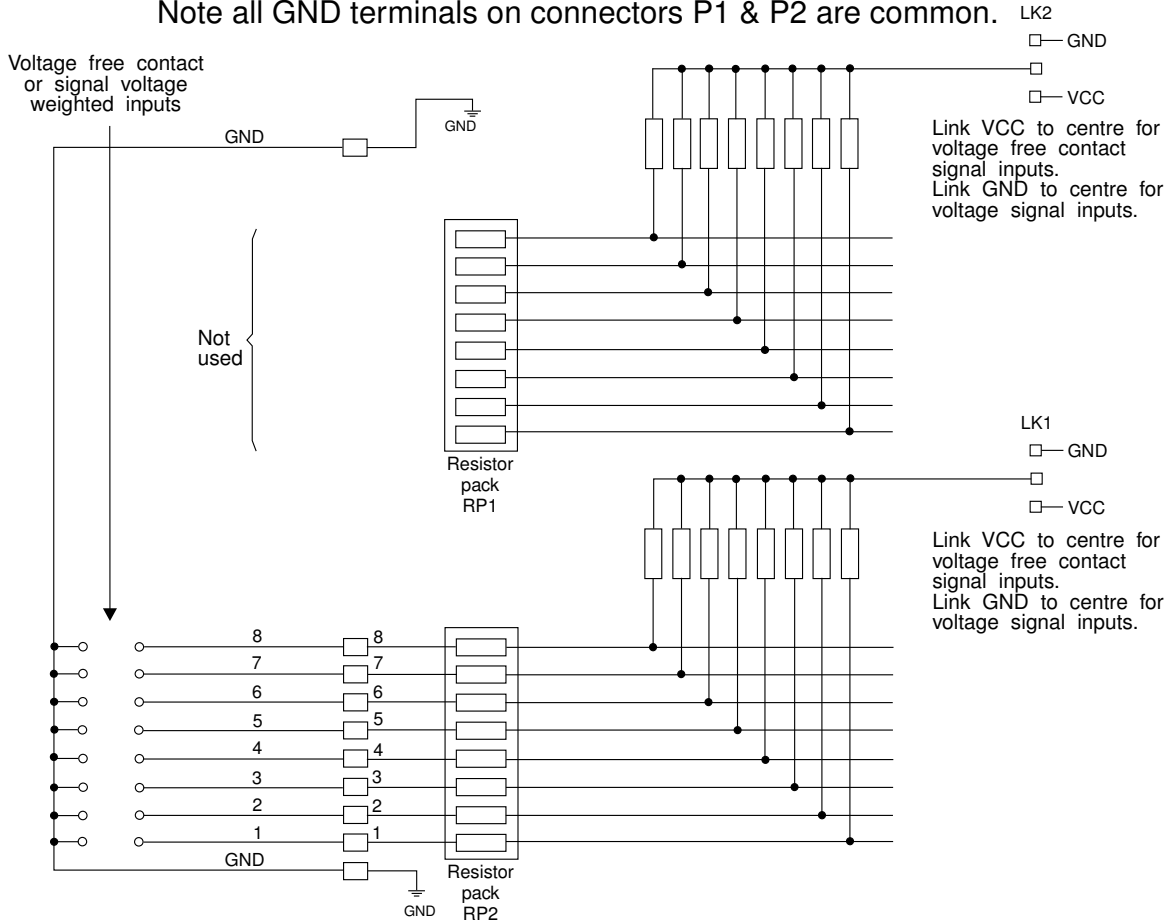 Note all GND terminals on connectors P1 & P2 are common.
LK2
GND
VCC
Link VCC to centre for
voltage free contact
signal inputs.
Link GND to centre for
voltage signal inputs.
Voltage free contact
or signal voltage
weighted inputs
GND
GND
Not
used
Resistor
pack
RP1
LK1
GND
VCC
Link VCC to centre for
voltage free contact
signal inputs.
Link GND to centre for
voltage signal inputs.
8 8
7 7
6 6
5 5
4 4
3 3
2 2
1 1
GND
GND
Resistor
pack
RP2